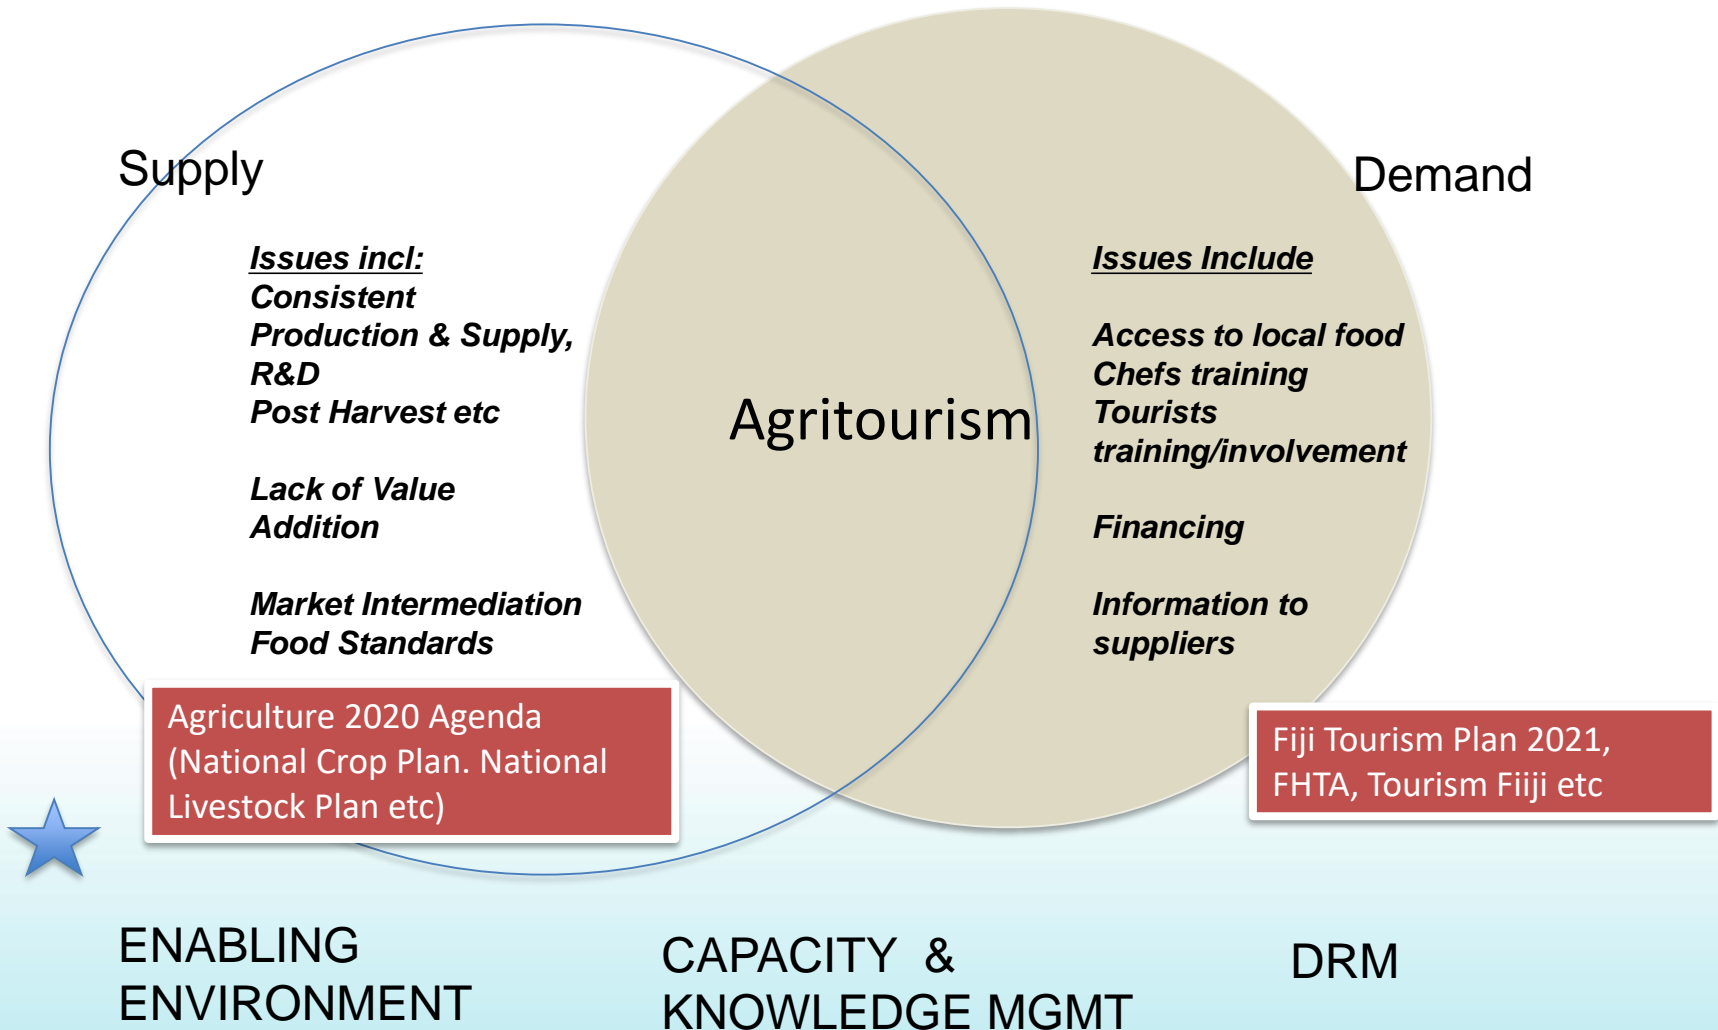 Supply
Issues incl:
Consistent
Production & Supply,
R&D
Post Harvest etc
Lack of Value
Addition
Market Intermediation
Food Standards
Agriculture 2020 Agenda
(National Crop Plan. National
Livestock Plan etc)
Agritourism
Demand
Issues Include
Access to local food
Chefs training
Tourists
training/involvement
Financing
Information to
suppliers
Fiji Tourism Plan 2021,
FHTA, Tourism Fiiji etc
ENABLING
ENVIRONMENT
CAPACITY &
KNOWLEDGE MGMT
DRM